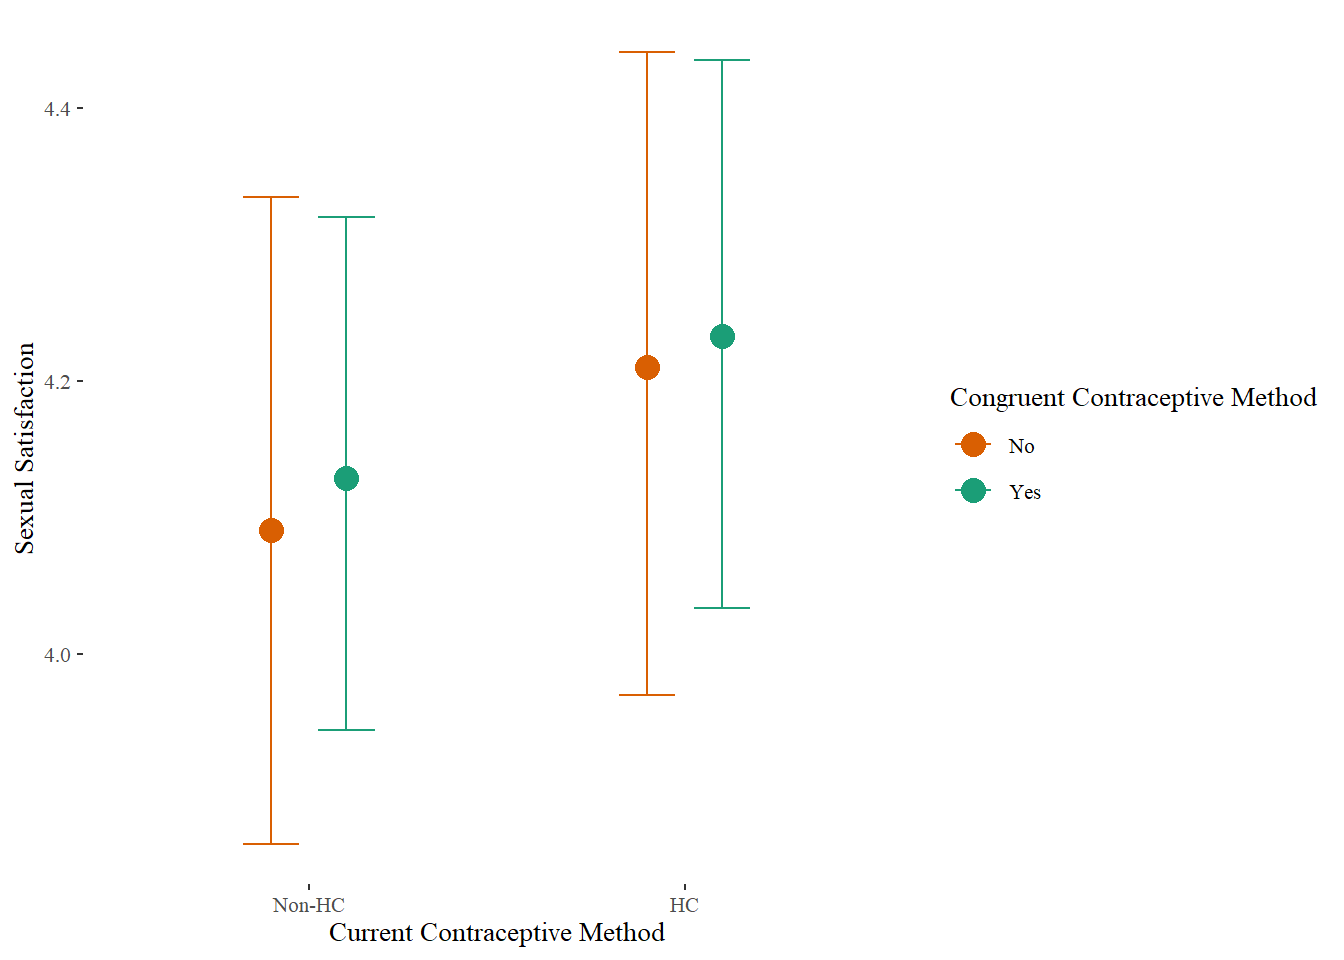 Sexual Satisfaction
4.4
4.2
4.0
Non-HC
HC
Current Contraceptive Method
Congruent Contraceptive Method
No
Yes